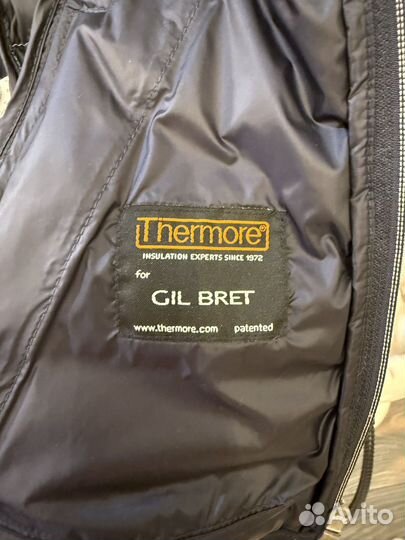 Thermore®
INSULATION EXPERTS SINCE 1972
for
GIL BRET
www.thermore.com patented
Avito